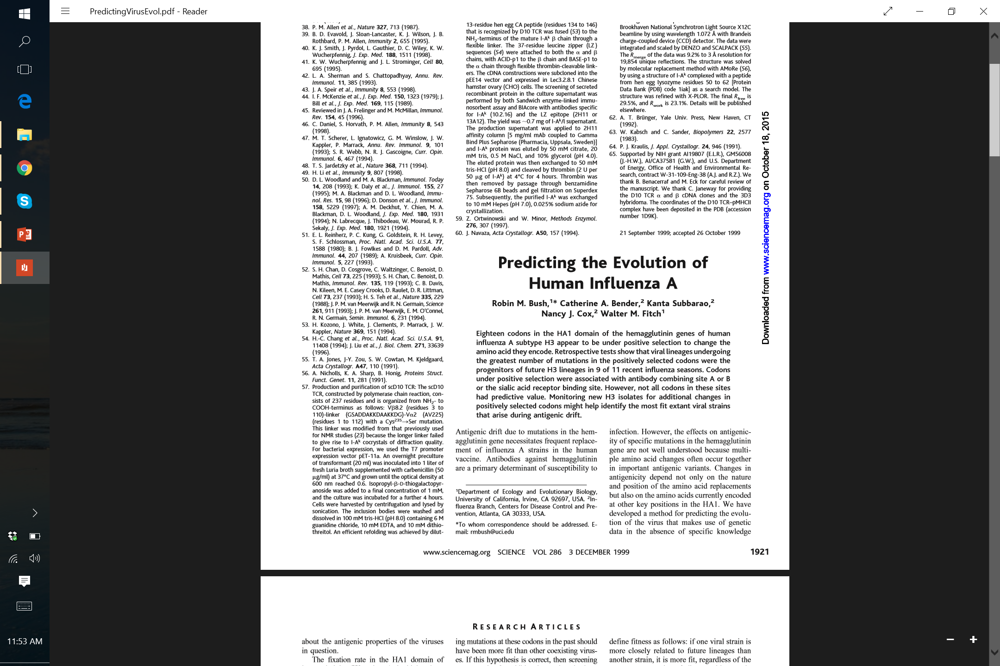 PredictingVirusEvol.pdf - Reader
38. P. M. Allen et al., Nature 327, 713 (1987).
39. B. D. Evavold, J. Sloan-Lancaster, K. J. Wilson, J. B.
Rothbard, P. M. Allen, Immunity 2, 655 (1995).
40. K. J. Smith, J. Pyrdol, L. Gauthier, D. C. Wiley, K. W.
Wucherpfennig, J. Exp. Med. 188, 1511 (1998).
41. K. W. Wucherpfennig and J. L. Strominger, Cell 80,
695 (1995).
42. L. A. Sherman and S. Chattopadhyay, Annu. Rev.
Immunol. 11, 385 (1993).
43. J. A. Speir et al., Immunity 8, 553 (1998).
44. I. F. McKenzie et al., J. Exp. Med. 150, 1323 (1979); J.
Bill et al., J. Exp. Med. 169, 115 (1989).
45. Reviewed in J. A. Frelinger and M. McMillan, Immunol.
Rev. 154, 45 (1996).
46. C. Daniel, S. Horvath, P. M. Allen, Immunity 8, 543
(1998).
47. M. T. Scherer, L. Ignatowicz, G. M. Winslow, J. W.
Kappler, P. Marrack, Annu. Rev. Immunol. 9, 101
(1993); S. R. Webb, N. R. J. Gascoigne, Curr. Opin.
Immunol. 6, 467 (1994).
48. T. S. Jardetzky et al., Nature 368, 711 (1994).
49. H. Li et al., Immunity 9, 807 (1998).
50. D. L. Woodland and M. A. Blackman, Immunol. Today
14, 208 (1993); K. Daly et al., J. Immunol. 155, 27
(1995); M. A. Blackman and D. L. Woodland, Immu-
nol. Res. 15, 98 (1996); D. Donson et al., J. Immunol.
158, 5229 (1997); A. M. Deckhut, Y. Chien, M. A.
Blackman, D. L. Woodland, J. Exp. Med. 180, 1931
(1994); N. Labrecque, J. Thibodeau, W. Mourad, R. P.
Sekaly, J. Exp. Med. 180, 1921 (1994).
51. E. L. Reinherz, P. C. Kung, G. Goldstein, R. H. Levey,
S. F. Schlossman, Proc. Natl. Acad. Sci. U.S.A. 77,
1588 (1980); B. J. Fowlkes and D. M. Pardoll, Adv.
Immunol. 44, 207 (1989); A. Kruisbeek, Curr. Opin.
Immunol. 5, 227 (1993).
52. S. H. Chan, D. Cosgrove, C. Waltzinger, C. Benoist, D.
Mathis, Cell 73, 225 (1993); S. H. Chan, C. Benoist, D.
Mathis, Immunol. Rev. 135, 119 (1993); C. B. Davis,
N. Kileen, M. E. Casey Crooks, D. Raulet, D. R. Littman,
Cell 73, 237 (1993); H. S. Teh et al., Nature 335, 229
(1988); J. P. M. van Meerwijk and R. N. Germain, Science
261, 911 (1993); J. P. M. van Meerwijk, E. M. O'Connel,
R. N. Germain, Semin. Immunol. 6, 231 (1994).
53. H. Kozono, J. White, J. Clements, P. Marrack, J. W.
Kappler, Nature 369, 151 (1994).
54. H.-C. Chang et al., Proc. Natl. Acad. Sci. U.S.A. 91,
11408 (1994); J. Liu et al., J. Biol. Chem. 271, 33639
(1996).
55. T. A. Jones, J-Y. Zou, S. W. Cowtan, M. Kjeldgaard,
Acta Crystallogr. A47, 110 (1991).
56. A. Nicholls, K. A. Sharp, B. Honig, Proteins Struct.
Funct. Genet. 11, 281 (1991).
57. Production and purification of scD10 TCR: The scD10
TCR, constructed by polymerase chain reaction, con-
sists of 237 residues and is organized from NH₂- to
COOH-terminus as follows: Vβ8.2 (residues 3 to
110)-linker (GSADDAKKDAAKKDG)-Vα2 (AV225)
(residues 1 to 112) with a Cys²³⁵→Ser mutation.
This linker was modified from that previously used
for NMR studies (23) because the longer linker failed
to give rise to I-Aᵏ cocrystals of diffraction quality.
For bacterial expression, we used the T7 promoter
expression vector pET-11a. An overnight preculture
of transformant (20 ml) was inoculated into 1 liter of
fresh Luria broth supplemented with carbenicillin (50
μg/ml) at 37°C and grown until the optical density at
600 nm reached 0.6. Isopropyl-β-D-thiogalactopyr-
anoside was added to a final concentration of 1 mM,
and the culture was incubated for a further 4 hours.
Cells were harvested by centrifugation and lysed by
sonication. The inclusion bodies were washed and
dissolved in 100 mM tris-HCl (pH 8.0) containing 6 M
guanidine chloride, 10 mM EDTA, and 10 mM dithio-
threitol. An efficient refolding was achieved by dilut-
13-residue hen egg CA peptide (residues 134 to 146)
that is recognized by D10 TCR was fused (53) to the
NH₂-terminus of the mature I-Aᵏ β chain through a
flexible linker. The 37-residue leucine zipper (LZ)
sequences (54) were attached to both the α and β
chains, with ACID-p1 to the β chain and BASE-p1 to
the α chain through flexible thrombin-cleavable link-
ers. The cDNA constructions were subcloned into the
pEE14 vector and expressed in Lec3.2.8.1 Chinese
hamster ovary (CHO) cells. The screening of secreted
recombinant protein in the culture supernatant was
performed by both Sandwich enzyme-linked immu-
nosorbent assay and BIAcore with antibodies specific
for I-Aᵏ (10.2.16) and the LZ epitope (2H11 or
13A12). The yield was ~0.7 mg of I-Aᵏ/l supernatant.
The production supernatant was applied to 2H11
affinity column [5 mg/ml mAb coupled to Gamma
Bind Plus Sepharose (Pharmacia, Uppsala, Sweden)]
and I-Aᵏ protein was eluted by 50 mM citrate, 20
mM tris, 0.5 M NaCl, and 10% glycerol (pH 4.0).
The eluted protein was then exchanged to 50 mM
tris-HCl (pH 8.0) and cleaved by thrombin (2 U per
50 μg of I-Aᵏ) at 4°C for 4 hours. Thrombin was
then removed by passage through benzamidine
Sepharose 6B beads and gel filtration on Superdex
75. Subsequently, the purified I-Aᵏ was exchanged
to 10 mM Hepes (pH 7.0), 0.025% sodium azide for
crystallization.
59. Z. Ortwinowski and W. Minor, Methods Enzymol.
276, 307 (1997).
60. J. Navaza, Acta Crystallogr. A50, 157 (1994).
Brookhaven National Synchrotron Light Source X12C
beamline by using wavelength 1.072 Å with Brandeis
charge-coupled device (CCD) detector. The data were
integrated and scaled by DENZO and SCALPACK (55).
The Rmerge of the data was 9.2% to 3 Å resolution for
19,854 unique reflections. The structure was solved
by molecular replacement method with AMoRe (56),
by using a structure of I-Aᵏ complexed with a peptide
from hen egg lysozyme residues 50 to 62 [Protein
Data Bank (PDB) code 1iak] as a search model. The
structure was refined with X-PLOR. The final Rfree is
29.5%, and Rwork is 23.1%. Details will be published
elsewhere.
62. A. T. Brünger, Yale Univ. Press, New Haven, CT
(1992).
63. W. Kabsch and C. Sander, Biopolymers 22, 2577
(1983).
64. P. J. Kraulis, J. Appl. Crystallogr. 24, 946 (1991).
65. Supported by NIH grant AI19807 (E.L.R.), GM56008
(J.-H.W.), AI/CA37581 (G.W.), and U.S. Department
of Energy, Office of Health and Environmental Re-
search, contract W-31-109-Eng-38 (A.J. and R.Z.). We
thank B. Benacerraf and M. Eck for careful review of
the manuscript. We thank C. Janeway for providing
the D10 TCR α and β cDNA clones and the 3D3
hybridoma. The coordinates of the D10 TCR–pMHCII
complex have been deposited in the PDB (accession
number 1D9K).
21 September 1999; accepted 26 October 1999
Predicting the Evolution of
Human Influenza A
Robin M. Bush,¹* Catherine A. Bender,² Kanta Subbarao,²
Nancy J. Cox,² Walter M. Fitch¹
Eighteen codons in the HA1 domain of the hemagglutinin genes of human
influenza A subtype H3 appear to be under positive selection to change the
amino acid they encode. Retrospective tests show that viral lineages undergoing
the greatest number of mutations in the positively selected codons were the
progenitors of future H3 lineages in 9 of 11 recent influenza seasons. Codons
under positive selection were associated with antibody combining site A or B
or the sialic acid receptor binding site. However, not all codons in these sites
had predictive value. Monitoring new H3 isolates for additional changes in
positively selected codons might help identify the most fit extant viral strains
that arise during antigenic drift.
Antigenic drift due to mutations in the hem-
agglutinin gene necessitates frequent replace-
ment of influenza A strains in the human
vaccine. Antibodies against hemagglutinin
are a primary determinant of susceptibility to
¹Department of Ecology and Evolutionary Biology,
University of California, Irvine, CA 92697, USA. ²In-
fluenza Branch, Centers for Disease Control and Pre-
vention, Atlanta, GA 30333, USA.
*To whom correspondence should be addressed. E-
mail: rmbush@uci.edu
infection. However, the effects on antigenic-
ity of specific mutations in the hemagglutinin
gene are not well understood because multi-
ple amino acid changes often occur together
in important antigenic variants. Changes in
antigenicity depend not only on the nature
and position of the amino acid replacements
but also on the amino acids currently encoded
at other key positions in the HA1. We have
developed a method for predicting the evolu-
tion of the virus that makes use of genetic
data in the absence of specific knowledge
Downloaded from www.sciencemag.org on October 18, 2015
www.sciencemag.org SCIENCE VOL 286 3 DECEMBER 1999
1921
RESEARCH ARTICLES
about the antigenic properties of the viruses
in question.
The fixation rate in the HA1 domain of
ing mutations at these codons in the past should
have been more fit than other coexisting virus-
es. If this hypothesis is correct, then screening
define fitness as follows: if one viral strain is
more closely related to future lineages than
another strain, it is more fit, regardless of the
11:53 AM